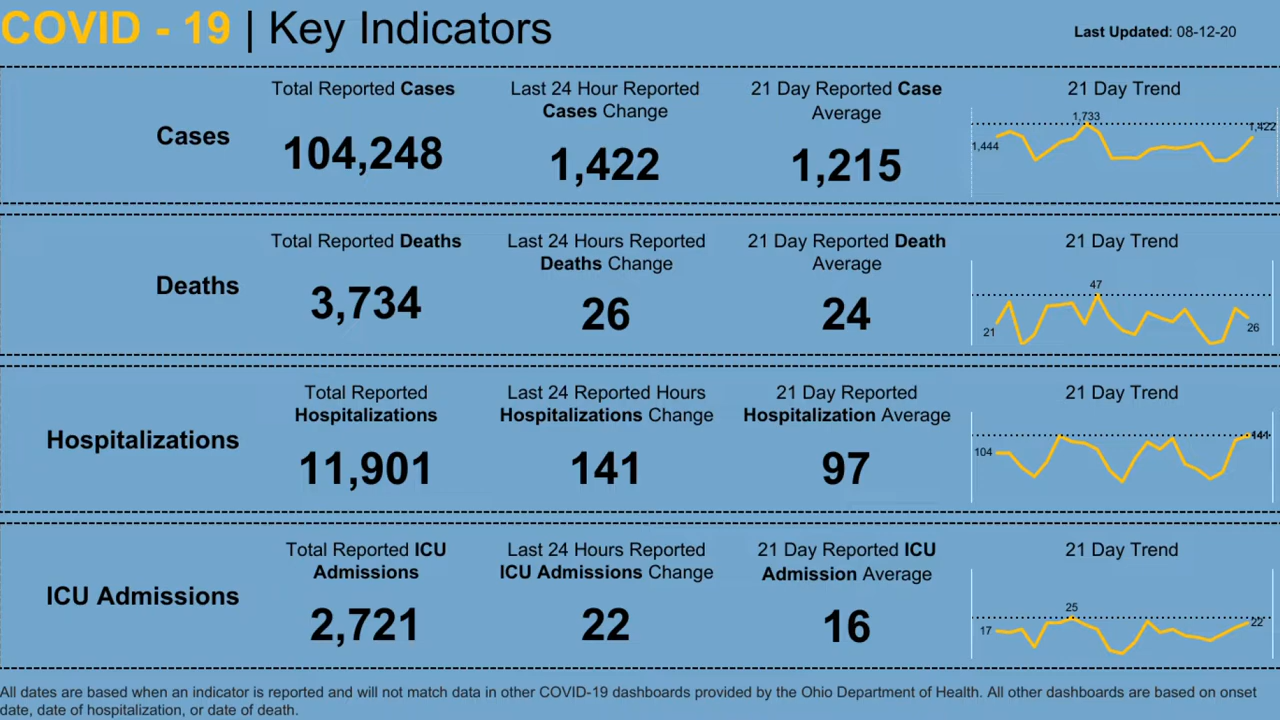 COVID - 19 | Key Indicators
Last Updated: 08-12-20
Cases
Total Reported Cases
104,248
Last 24 Hour Reported
Cases Change
1,422
21 Day Reported Case
Average
1,215
21 Day Trend
1,444
1,733
1,422
Deaths
Total Reported Deaths
3,734
Last 24 Hours Reported
Deaths Change
26
21 Day Reported Death
Average
24
21 Day Trend
21
47
26
Hospitalizations
Total Reported
Hospitalizations
11,901
Last 24 Reported Hours
Hospitalizations Change
141
21 Day Reported
Hospitalization Average
97
21 Day Trend
104
141
ICU Admissions
Total Reported ICU
Admissions
2,721
Last 24 Hours Reported
ICU Admissions Change
22
21 Day Reported ICU
Admission Average
16
21 Day Trend
17
25
22
All dates are based when an indicator is reported and will not match data in other COVID-19 dashboards provided by the Ohio Department of Health. All other dashboards are based on onset
date, date of hospitalization, or date of death.